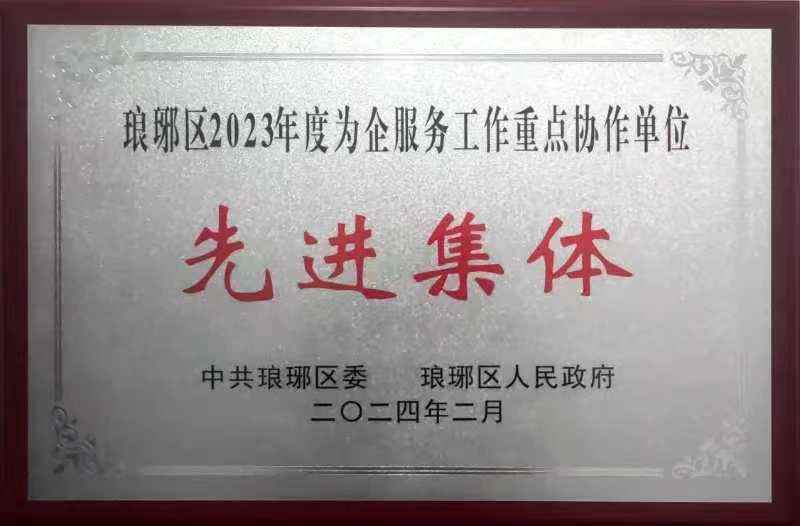 琅琊区2023年度为企服务工作重点协作单位
先进集体
中共琅琊区委 琅琊区人民政府
二〇二四年二月